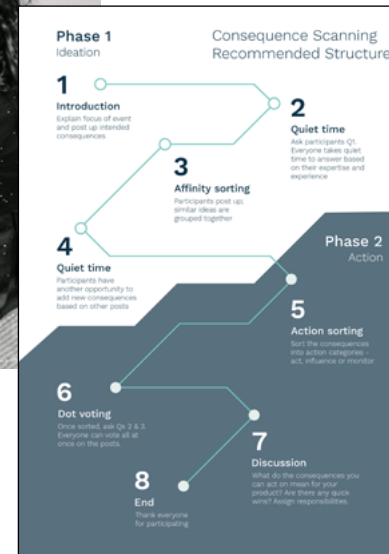 Phase 1
Ideation
Consequence Scanning
Recommended Structure
1
Introduction
Explain focus of event
and post up intended
consequences
2
Quiet time
Ask participants Q1.
Everyone takes quiet
time to answer based
on their expertise and
experience
3
Affinity sorting
Participants post up,
similar ideas are
grouped together
4
Quiet time
Participants have
another opportunity to
add new consequences
based on other posts
Phase 2
Action
5
Action sorting
Sort the consequences
into action categories -
act, influence or monitor
6
Dot voting
Once sorted, ask Qs 2 & 3.
Everyone can vote all at
once on the posts.
7
Discussion
What do the consequences you
can act on mean for your
product? Are there any quick
wins? Assign responsibilities.
8
End
Thank everyone
for participating